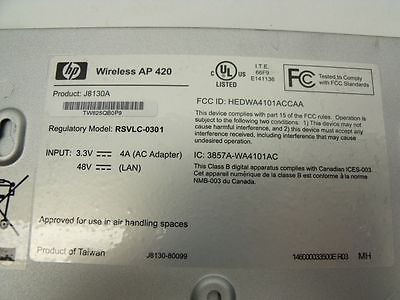 hp
Wireless AP 420
Product: J8130A
TW625QB0P9
Regulatory Model: RSVLC-0301
INPUT: 3.3V 4A (AC Adapter)
48V (LAN)
Approved for use in air handling spaces
Product of Taiwan
J8130-80099
UL
LISTED
I.T.E.
66F9
E141136
FC
Tested to Comply
with FCC Standards
FCC ID: HEDWA4101ACCAA
This device complies with part 15 of the FCC rules. Operation
is subject to the following two conditions: (1) this device may
not cause harmful interference, and (2) this device must accept
any interference received, including interference that may cause
undesired operation.
IC: 3857A-WA4101AC
This Class B digital apparatus complies with Canadian ICES-003
Cet appareil numérique de la classe B est conforme à la norme
NMB-003 du Canada.
146000033500E R03
MH